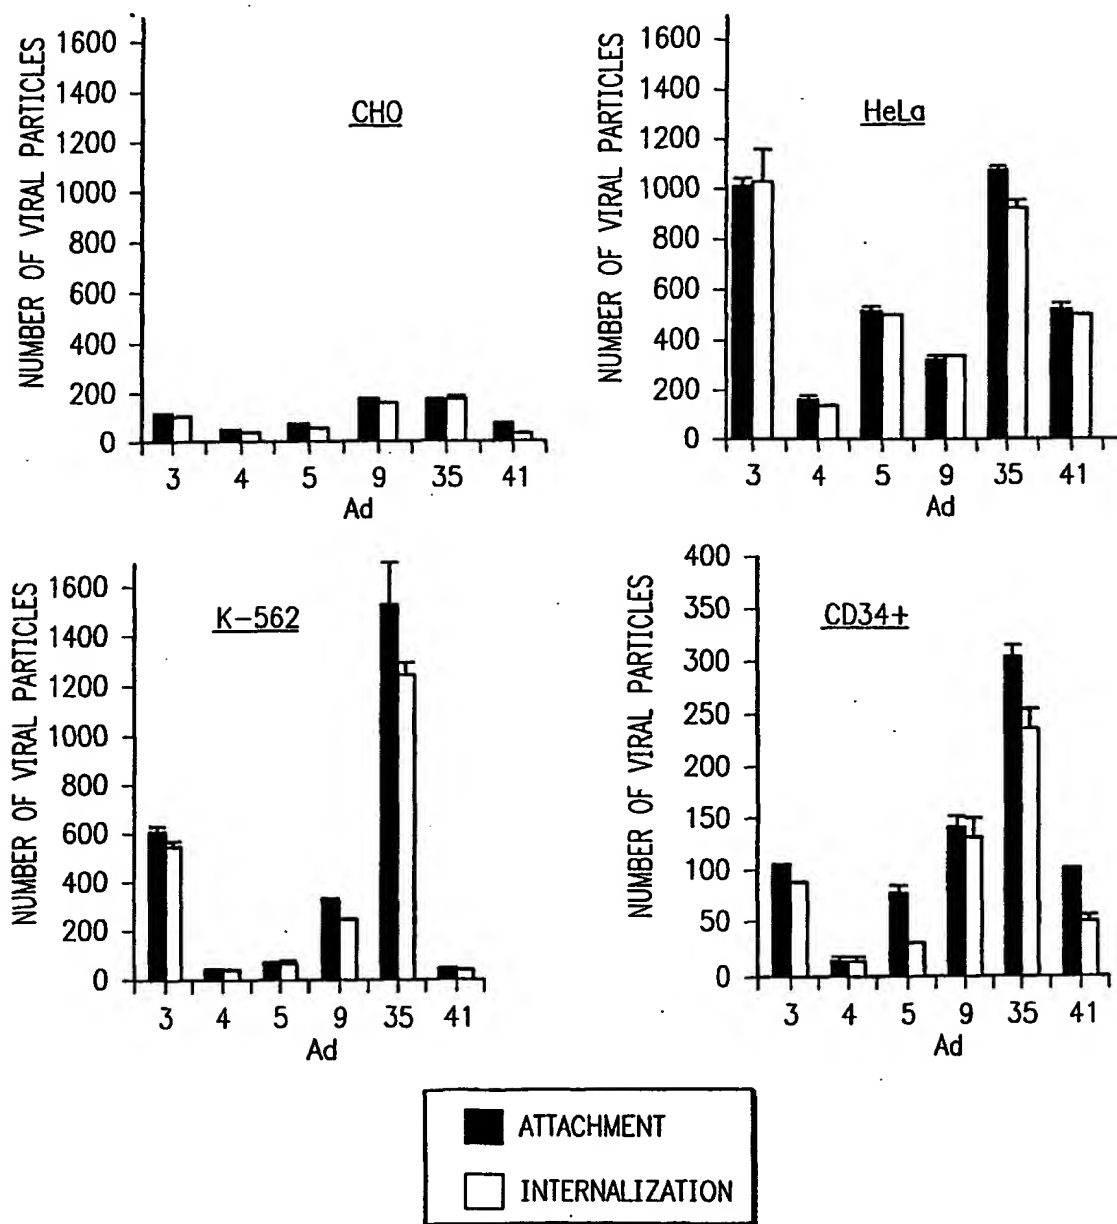 NUMBER OF VIRAL PARTICLES
1600
1400
1200
1000
800
600
400
200
0
CHO
3 4 5 9 35 41
Ad
NUMBER OF VIRAL PARTICLES
1600
1400
1200
1000
800
600
400
200
0
HeLa
3 4 5 9 35 41
Ad
NUMBER OF VIRAL PARTICLES
1600
1400
1200
1000
800
600
400
200
0
K-562
3 4 5 9 35 41
Ad
NUMBER OF VIRAL PARTICLES
400
350
300
250
200
150
100
50
0
CD34+
3 4 5 9 35 41
Ad
ATTACHMENT
INTERNALIZATION